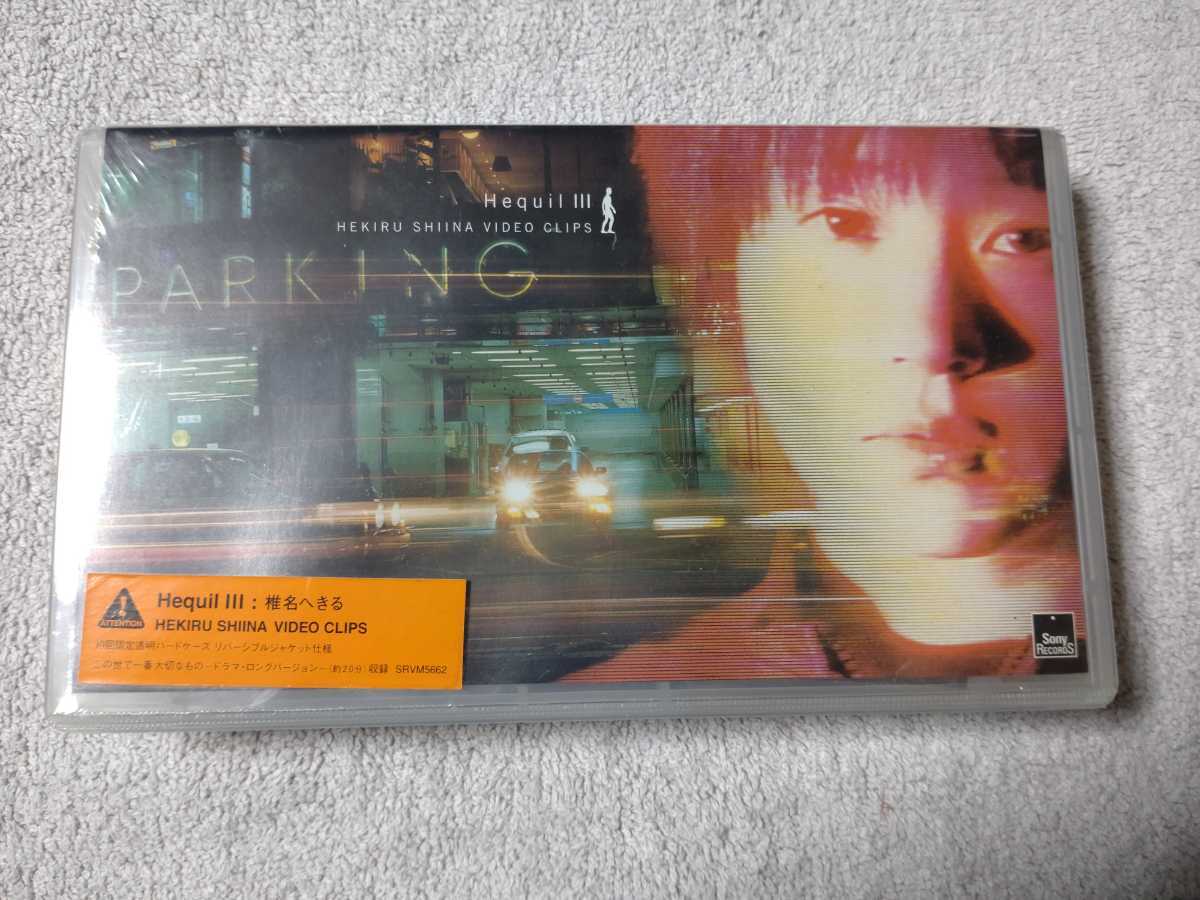 Hequil III
HEKIRU SHIINA VIDEO CLIPS
PARKING
ATTENTION
Hequil III : 椎名へきる
HEKIRU SHIINA VIDEO CLIPS
初回限定透明ハードケース リバーシブルジャケット仕様
この世で一番大切なもの-ドラマ・ロングバージョン-(約20分)収録 SRVM5662
Sony
RECORDS